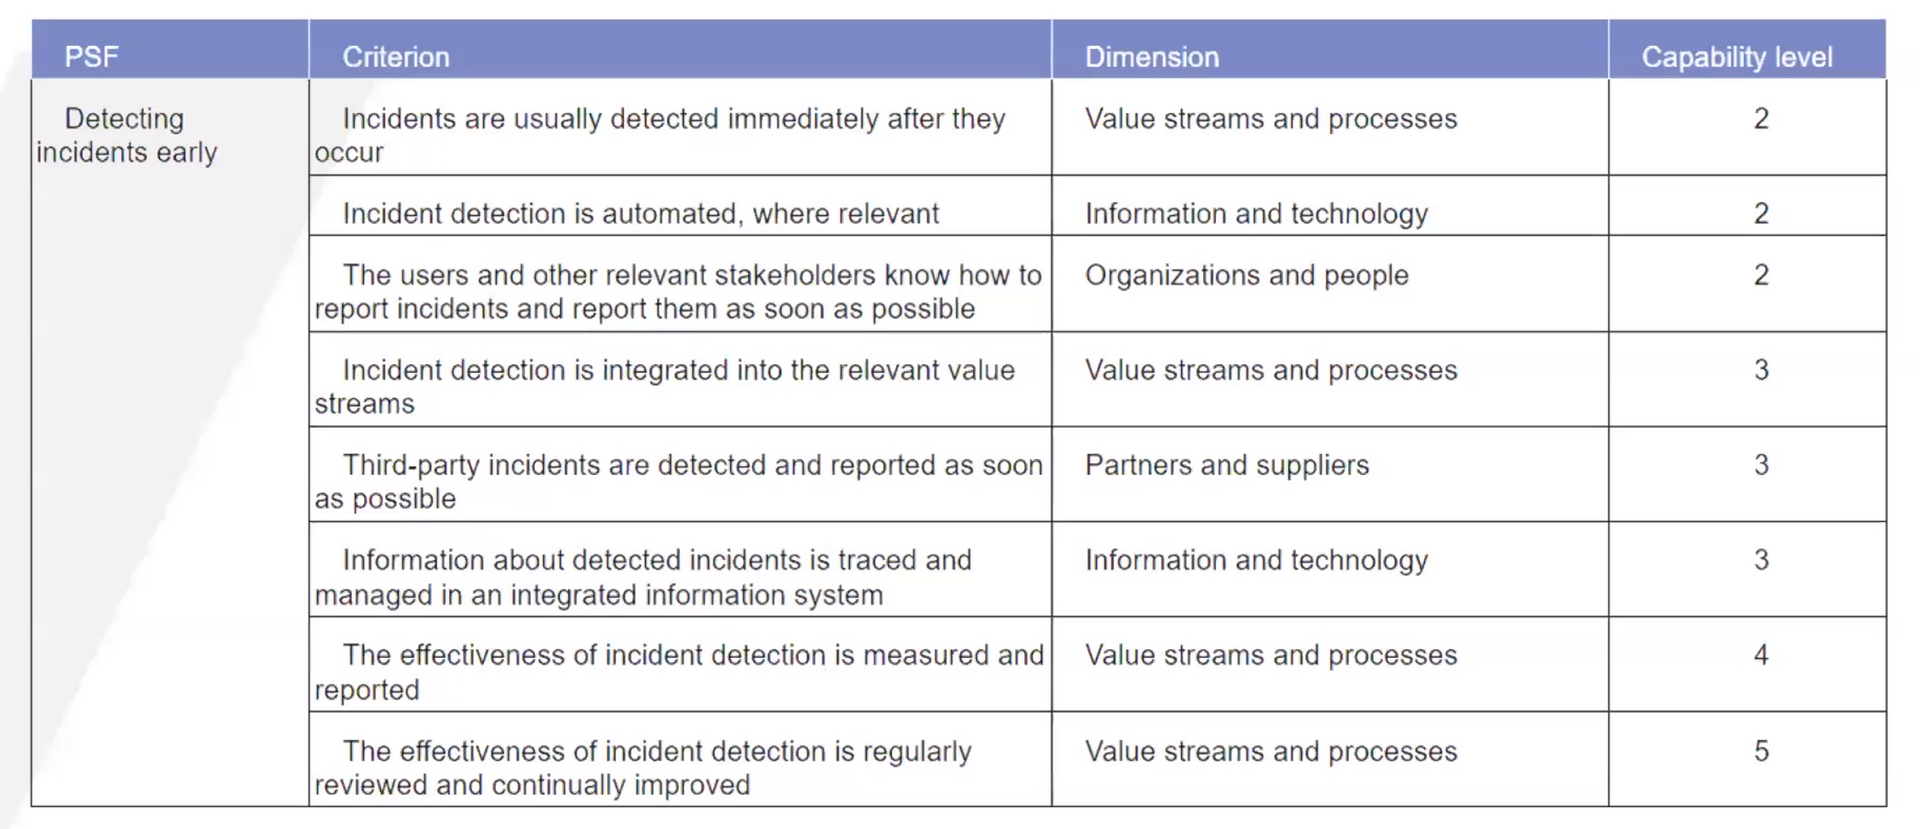 PSF Criterion Dimension Capability level
Detecting incidents early
Incidents are usually detected immediately after they
occur
Value streams and processes
2
Incident detection is automated, where relevant
Information and technology
2
The users and other relevant stakeholders know how to
report incidents and report them as soon as possible
Organizations and people
2
Incident detection is integrated into the relevant value
streams
Value streams and processes
3
Third-party incidents are detected and reported as soon
as possible
Partners and suppliers
3
Information about detected incidents is traced and
managed in an integrated information system
Information and technology
3
The effectiveness of incident detection is measured and
reported
Value streams and processes
4
The effectiveness of incident detection is regularly
reviewed and continually improved
Value streams and processes
5